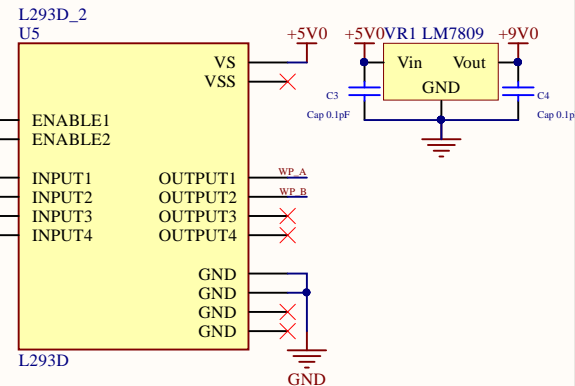 L293D_2
U5
+5V0
+5V0
VR1 LM7809
+9V0
VS
VSS
Vin
Vout
GND
C3
Cap 0.1pF
C4
Cap 0.1p
ENABLE1
ENABLE2
INPUT1
OUTPUT1
WP_A
INPUT2
OUTPUT2
WP_B
INPUT3
OUTPUT3
INPUT4
OUTPUT4
GND
GND
GND
GND
L293D
GND